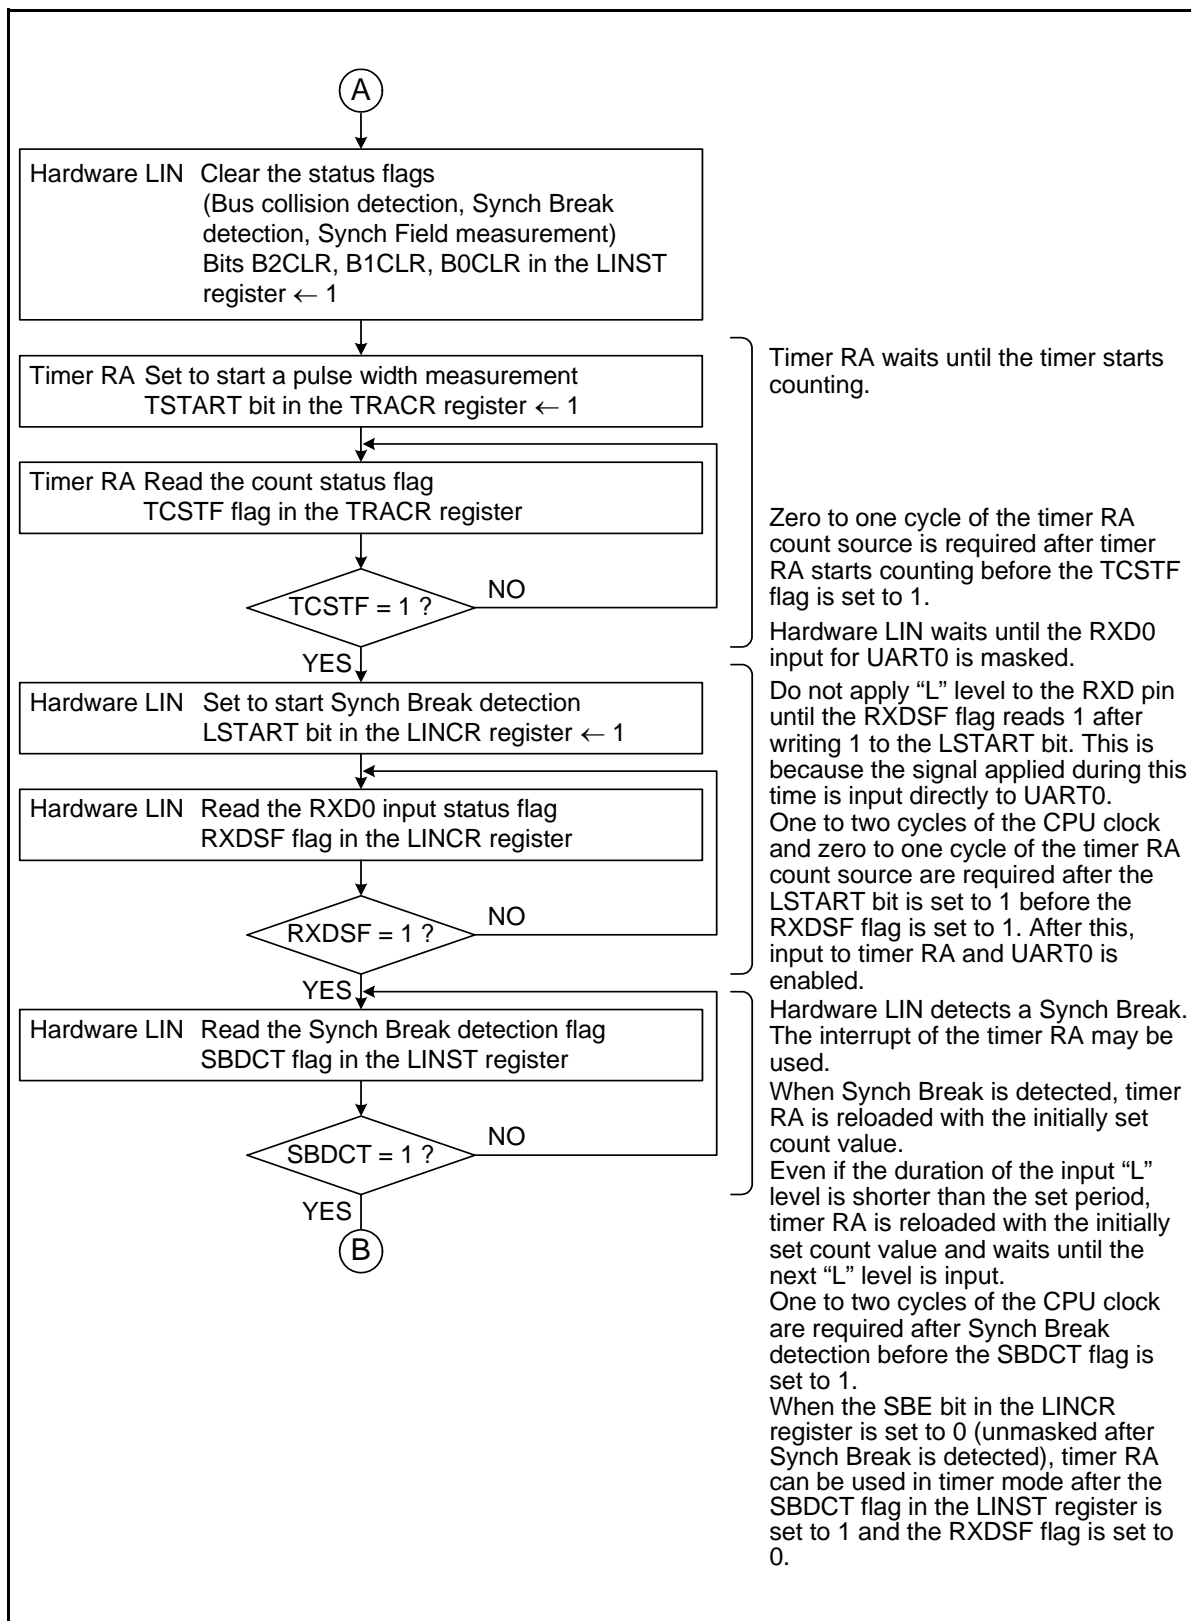 A
Hardware LIN Clear the status flags
(Bus collision detection, Synch Break
detection, Synch Field measurement)
Bits B2CLR, B1CLR, B0CLR in the LINST
register ← 1
Timer RA Set to start a pulse width measurement
TSTART bit in the TRACR register ← 1
Timer RA Read the count status flag
TCSTF flag in the TRACR register
TCSTF = 1 ?
NO
YES
Timer RA waits until the timer starts
counting.
Zero to one cycle of the timer RA
count source is required after timer
RA starts counting before the TCSTF
flag is set to 1.
Hardware LIN Set to start Synch Break detection
LSTART bit in the LINCR register ← 1
Hardware LIN Read the RXD0 input status flag
RXDSF flag in the LINCR register
RXDSF = 1 ?
NO
YES
Hardware LIN waits until the RXD0
input for UART0 is masked.
Do not apply “L” level to the RXD pin
until the RXDSF flag reads 1 after
writing 1 to the LSTART bit. This is
because the signal applied during this
time is input directly to UART0.
One to two cycles of the CPU clock
and zero to one cycle of the timer RA
count source are required after the
LSTART bit is set to 1 before the
RXDSF flag is set to 1. After this,
input to timer RA and UART0 is
enabled.
Hardware LIN Read the Synch Break detection flag
SBDCT flag in the LINST register
SBDCT = 1 ?
NO
YES
B
Hardware LIN detects a Synch Break.
The interrupt of the timer RA may be
used.
When Synch Break is detected, timer
RA is reloaded with the initially set
count value.
Even if the duration of the input “L”
level is shorter than the set period,
timer RA is reloaded with the initially
set count value and waits until the
next “L” level is input.
One to two cycles of the CPU clock
are required after Synch Break
detection before the SBDCT flag is
set to 1.
When the SBE bit in the LINCR
register is set to 0 (unmasked after
Synch Break is detected), timer RA
can be used in timer mode after the
SBDCT flag in the LINST register is
set to 1 and the RXDSF flag is set to
0.